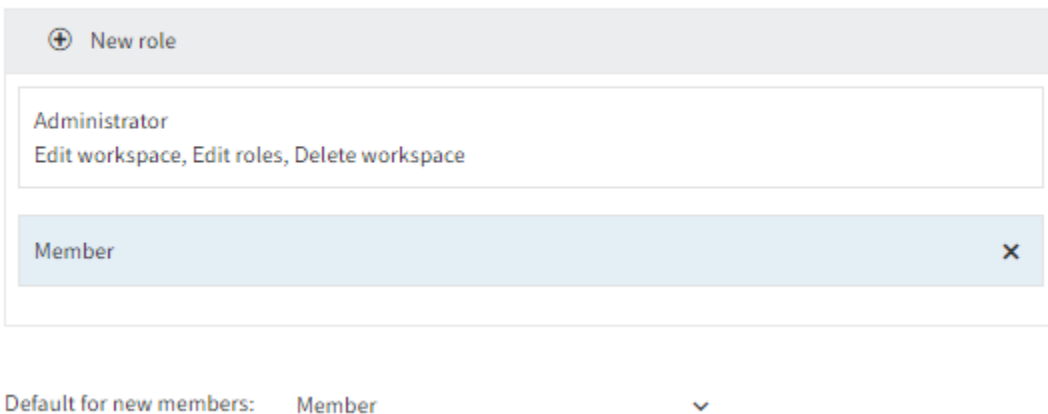 New role
Administrator
Edit workspace, Edit roles, Delete workspace
Member
Default for new members: Member